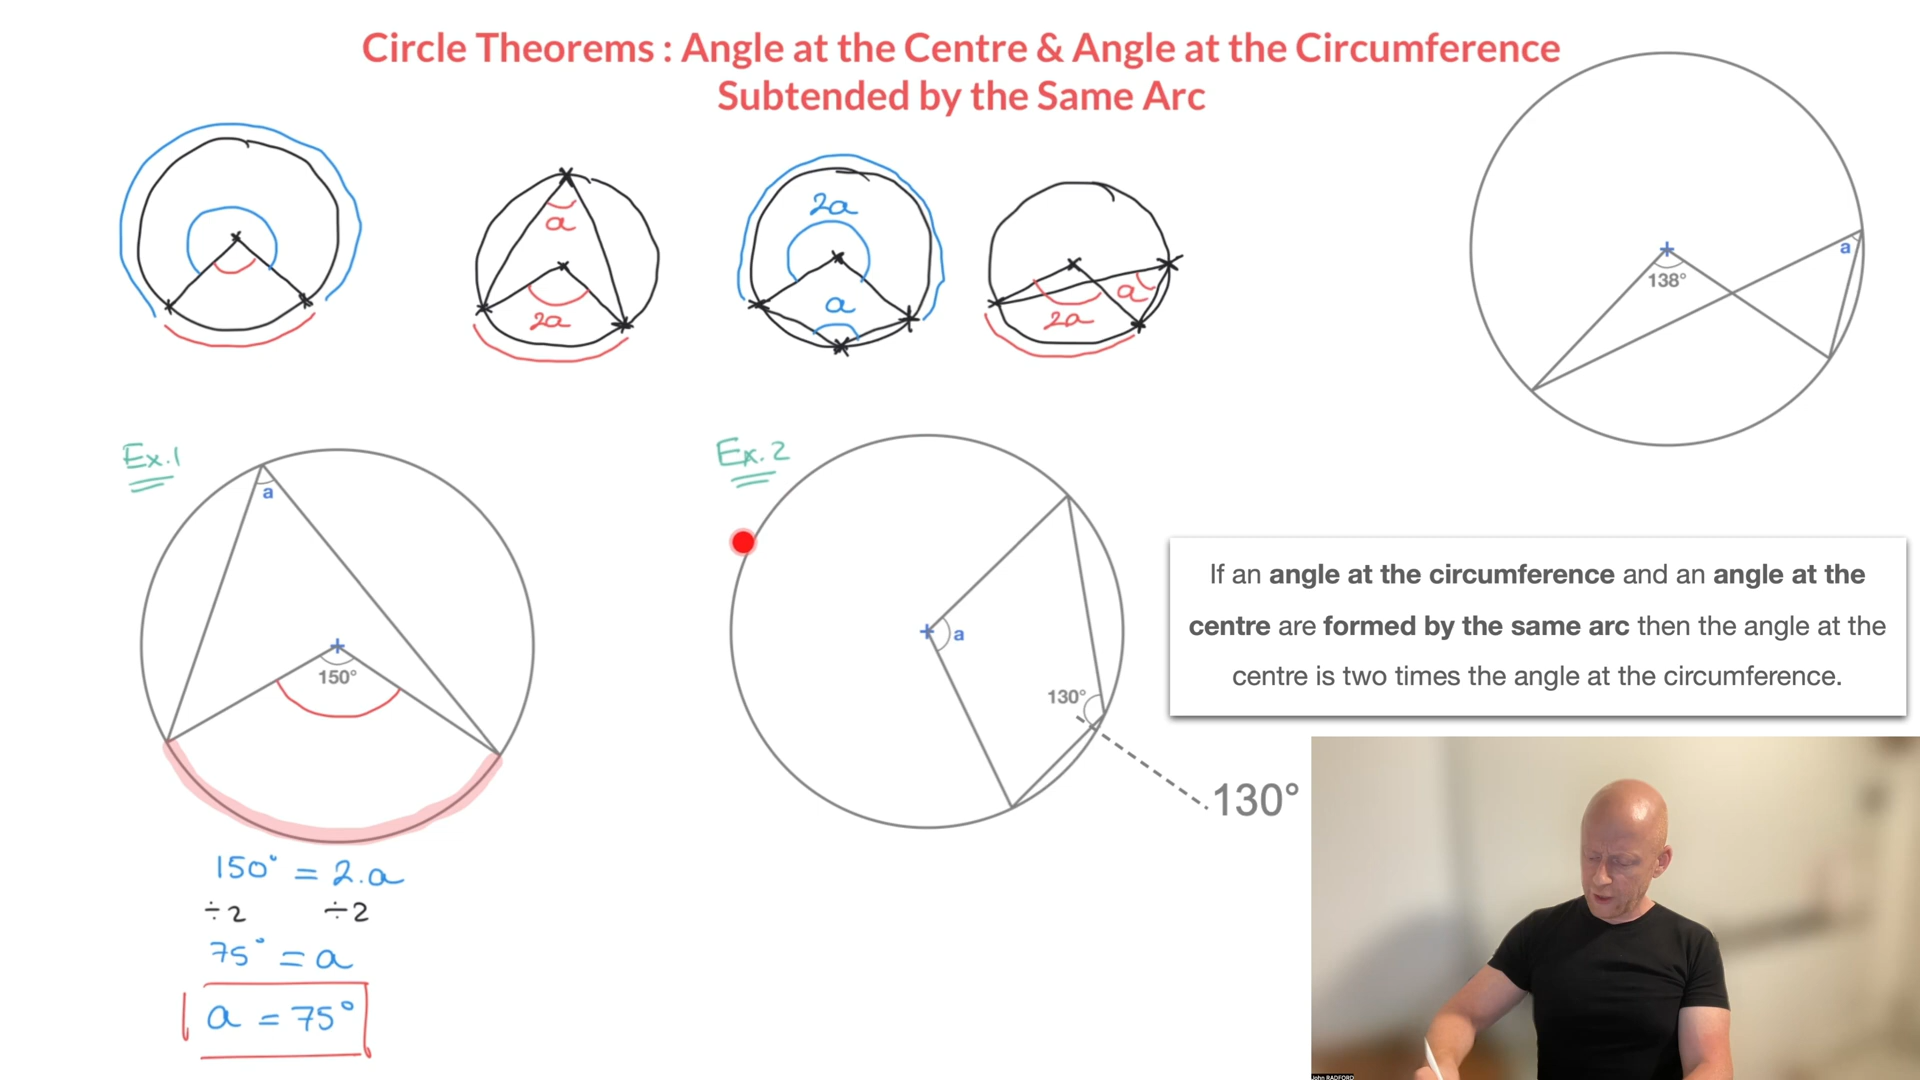 Circle Theorems : Angle at the Centre & Angle at the Circumference
Subtended by the Same Arc
a
2a
2a
a
2a
a
138°
a
Ex.1
a
150°
150° = 2.a
÷2 ÷2
75° = a
a = 75°
Ex.2
a
130°
130°
If an angle at the circumference and an angle at the
centre are formed by the same arc then the angle at the
centre is two times the angle at the circumference.
John RADFORD